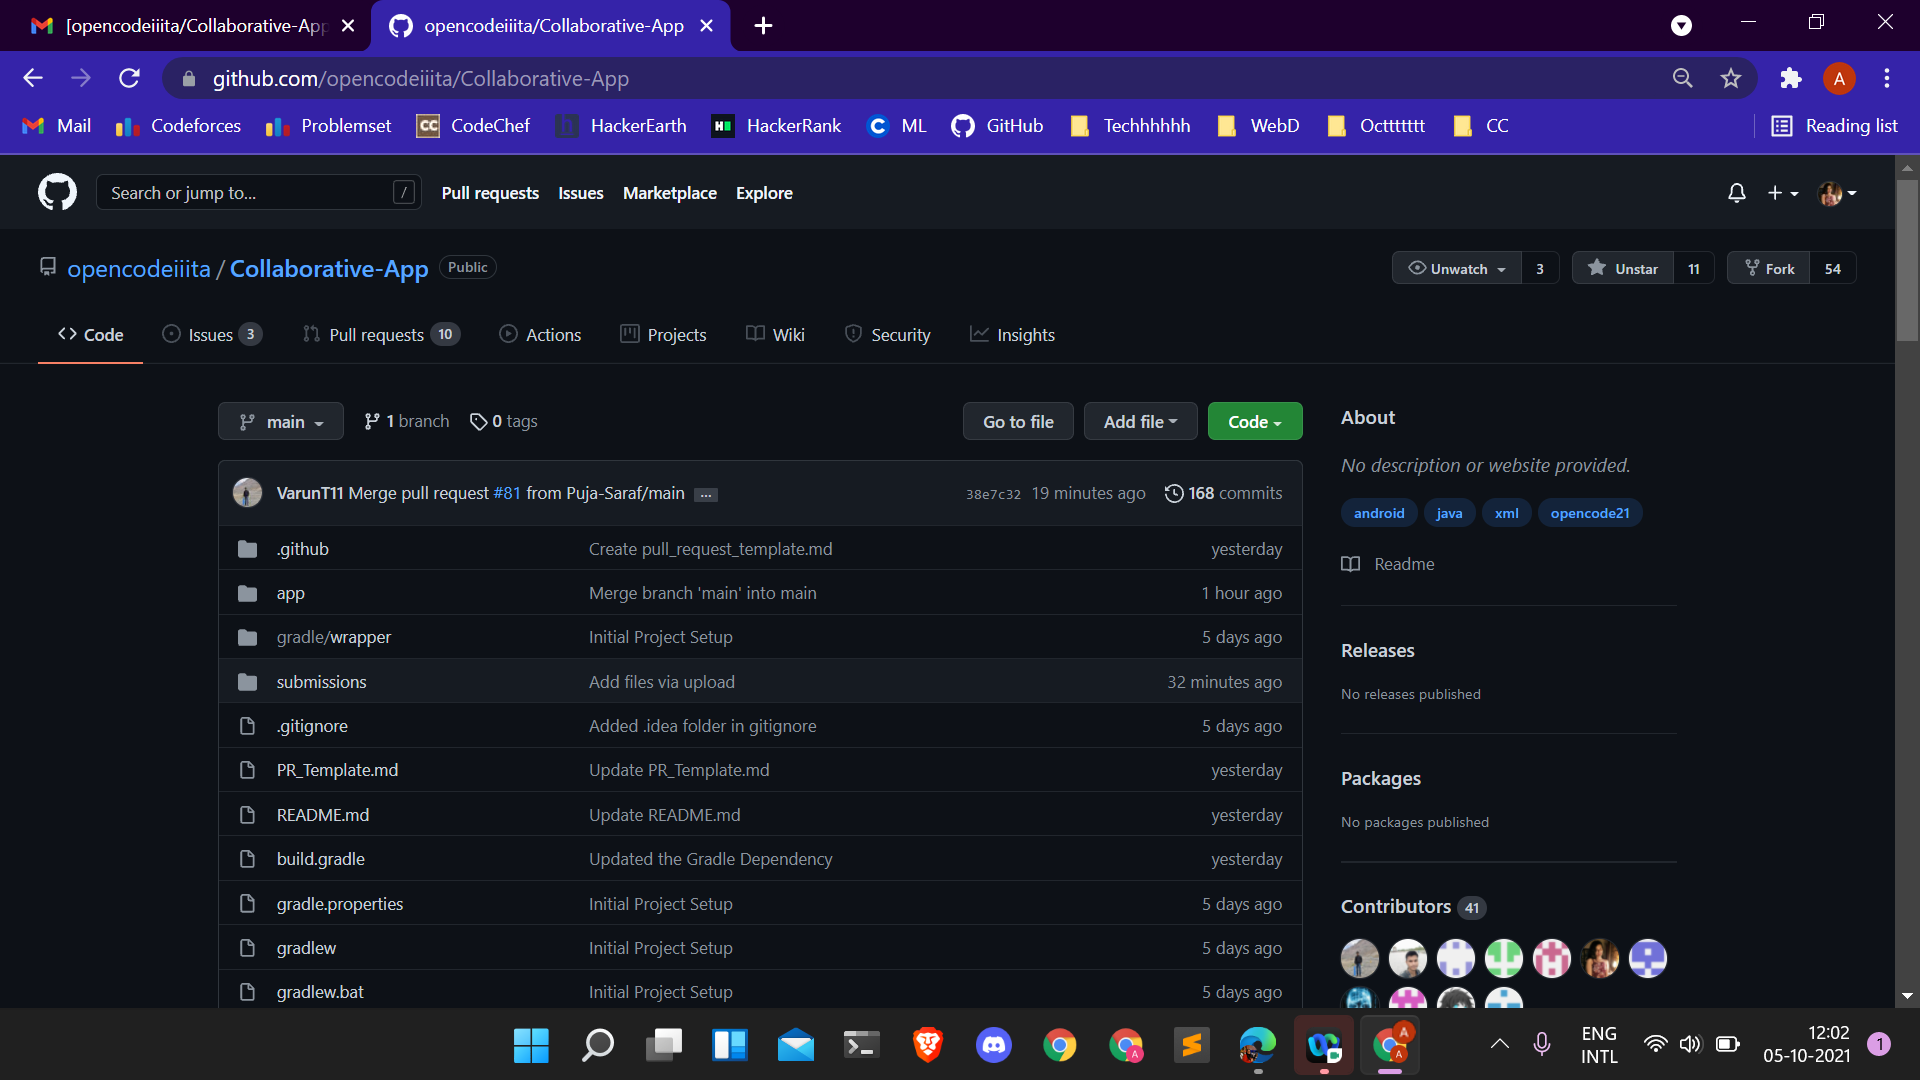 [opencodeiiita/Collaborative-App
opencodeiiita/Collaborative-App
github.com/opencodeiiita/Collaborative-App
A
Mail Codeforces Problemset CC CodeChef HackerEarth HackerRank ML GitHub Techhhhhh WebD Octttttt CC Reading list
Search or jump to... / Pull requests Issues Marketplace Explore
opencodeiiita / Collaborative-App Public
Unwatch 3 Unstar 11 Fork 54
Code Issues 3 Pull requests 10 Actions Projects Wiki Security Insights
main 1 branch 0 tags Go to file Add file Code
VarunT11 Merge pull request #81 from Puja-Saraf/main ... 38e7c32 19 minutes ago 168 commits
.github Create pull_request_template.md yesterday
app Merge branch 'main' into main 1 hour ago
gradle/wrapper Initial Project Setup 5 days ago
submissions Add files via upload 32 minutes ago
.gitignore Added .idea folder in gitignore 5 days ago
PR_Template.md Update PR_Template.md yesterday
README.md Update README.md yesterday
build.gradle Updated the Gradle Dependency yesterday
gradle.properties Initial Project Setup 5 days ago
gradlew Initial Project Setup 5 days ago
gradlew.bat Initial Project Setup 5 days ago
About
No description or website provided.
android java xml opencode21
Readme
Releases
No releases published
Packages
No packages published
Contributors 41
A A A
ENG
INTL
12:02
05-10-2021
1